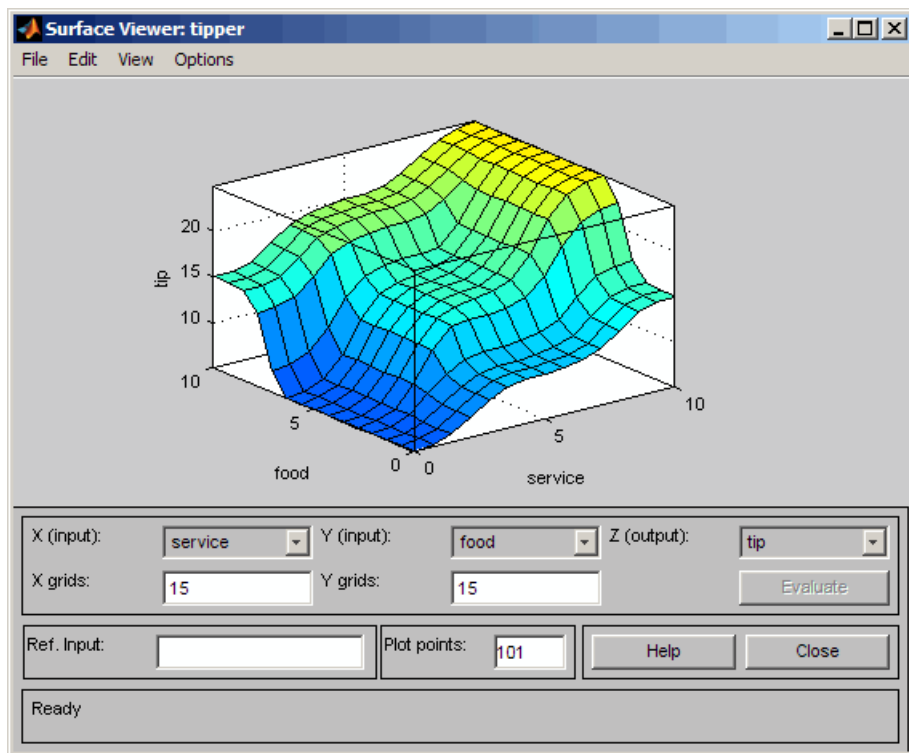 Surface Viewer: tipper
File Edit View Options
20
15
10
tip
10
5
0
food
0
5
10
service
X (input): service Y (input): food Z (output): tip
X grids: 15 Y grids: 15 Evaluate
Ref. Input: Plot points: 101 Help Close
Ready